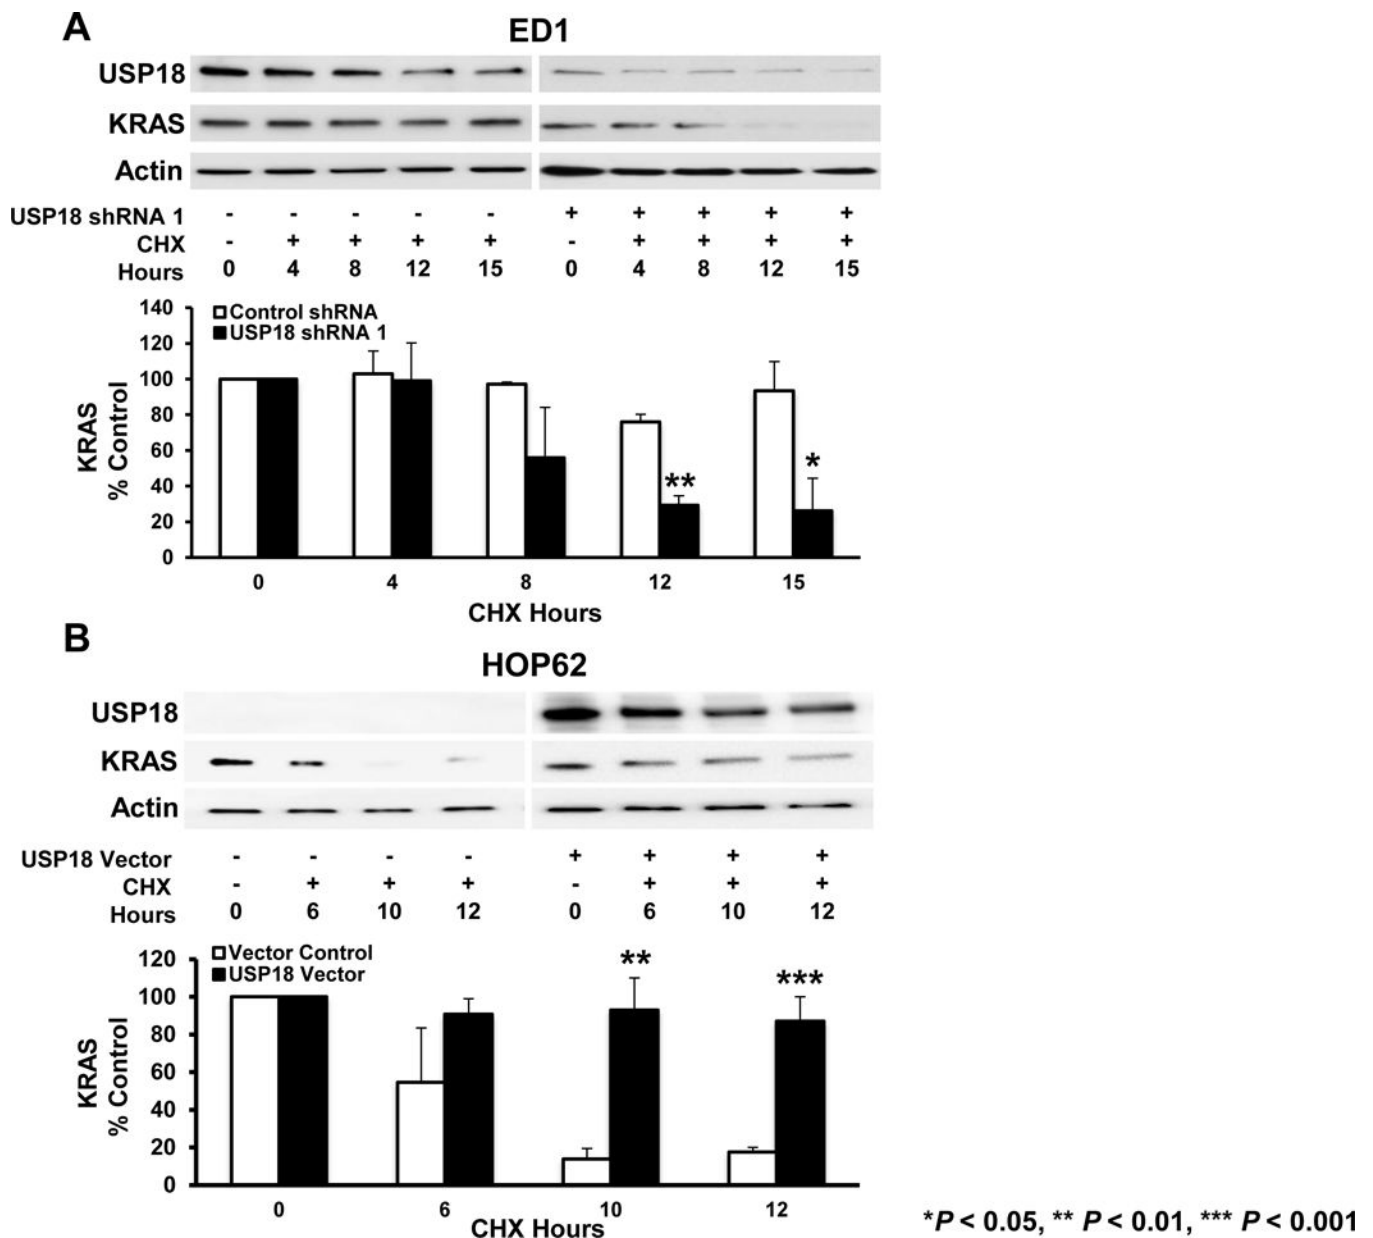 A
ED1
USP18
KRAS
Actin
USP18 shRNA 1 - - - - - + + + + +
CHX - + + + + - + + + +
Hours 0 4 8 12 15 0 4 8 12 15
140
□ Control shRNA
■ USP18 shRNA 1
120
100
80
60
40
20
0
KRAS
% Control
**
*
0 4 8 12 15
CHX Hours
B
HOP62
USP18
KRAS
Actin
USP18 Vector - - - - + + + +
CHX - + + + - + + +
Hours 0 6 10 12 0 6 10 12
120
□ Vector Control
■ USP18 Vector
100
80
60
40
20
0
KRAS
% Control
**
***
0 6 10 12
CHX Hours
*P < 0.05, ** P < 0.01, *** P < 0.001